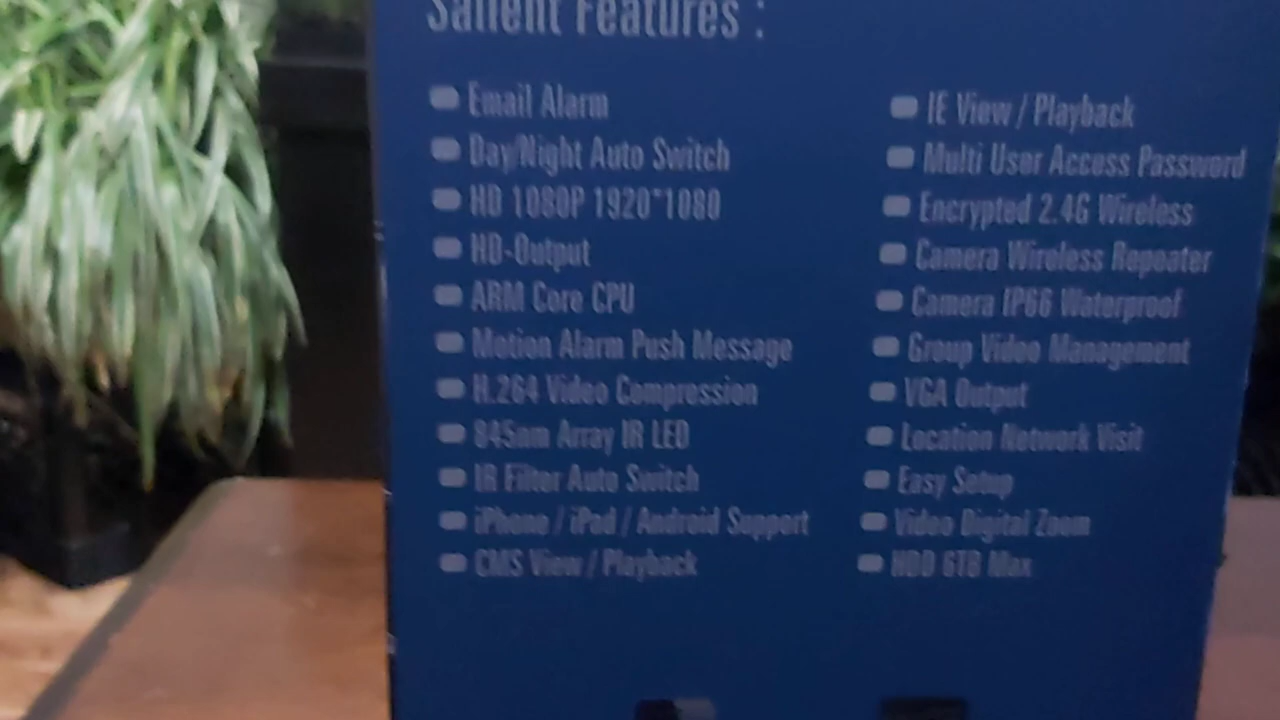 Salient Features :
Email Alarm
Day/Night Auto Switch
HD 1080P 1920*1080
HD-Output
ARM Core CPU
Motion Alarm Push Message
H.264 Video Compression
845nm Array IR LED
IR Filter Auto Switch
iPhone / iPad / Android Support
CMS View / Playback
IE View / Playback
Multi User Access Password
Encrypted 2.4G Wireless
Camera Wireless Repeater
Camera IP66 Waterproof
Group Video Management
VGA Output
Location Network Visit
Easy Setup
Video Digital Zoom
HDD 6TB Max